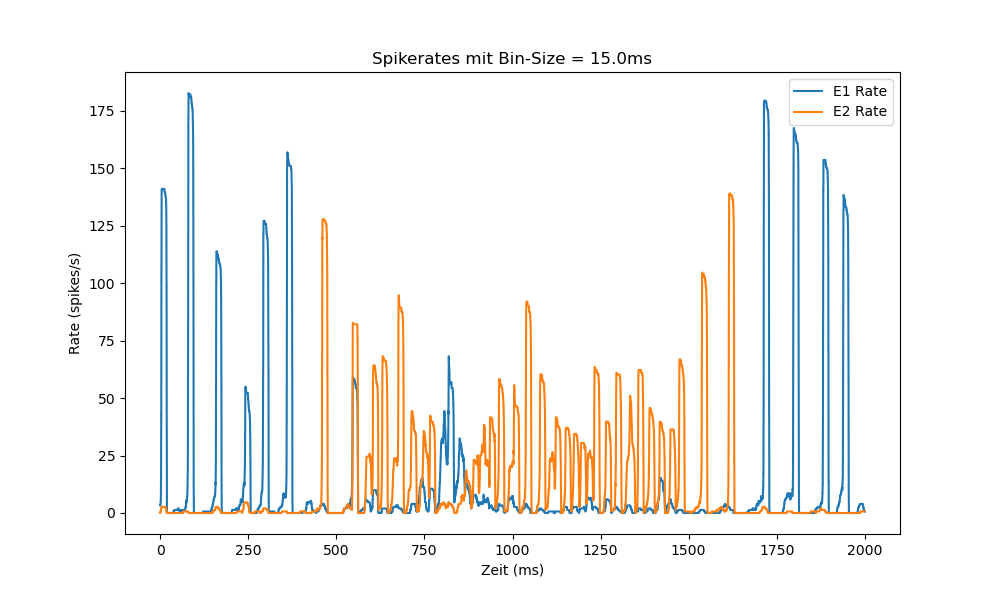 Spikerates mit Bin-Size = 15.0ms
E1 Rate
E2 Rate
Rate (spikes/s)
175
150
125
100
75
50
25
0
0 250 500 750 1000 1250 1500 1750 2000
Zeit (ms)